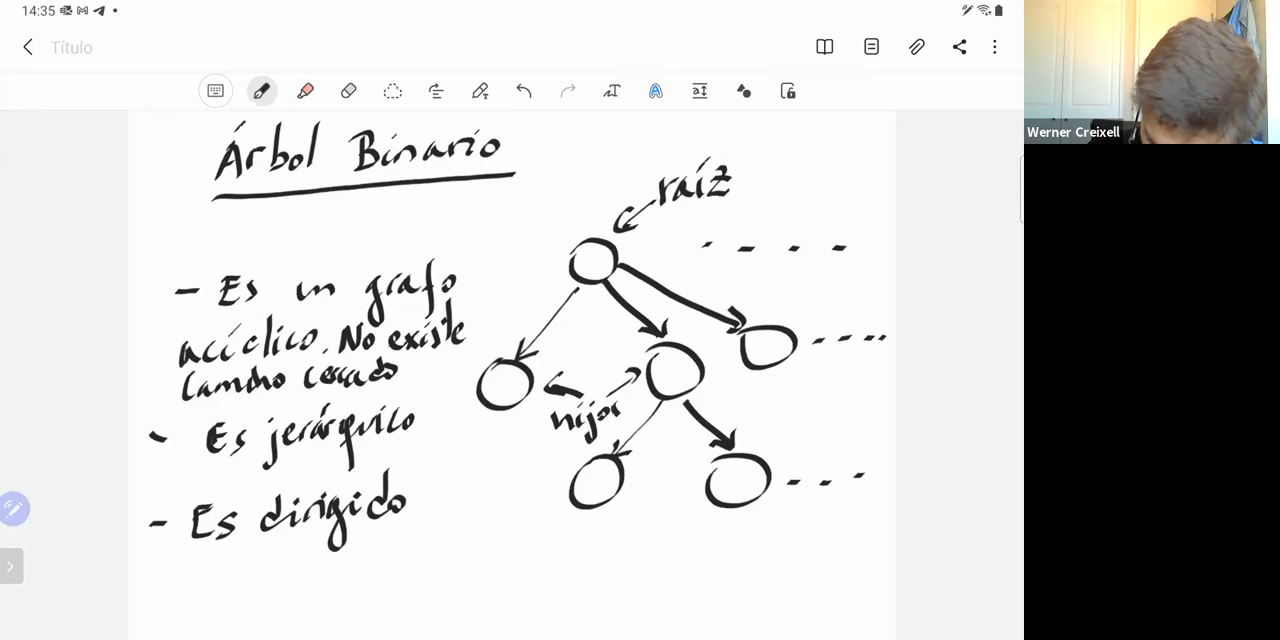 14:35
Título
Werner Creixell
Árbol Binario
raíz
- Es un grafo
acíclico. No existe
Camino cerrado
- Es jerárquico
hijos
- Es dirigido